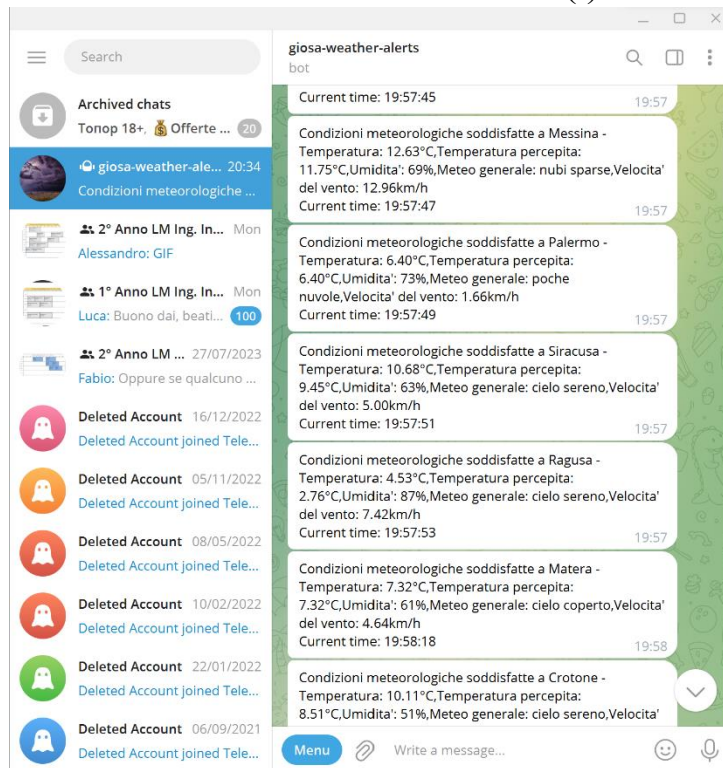 Search
Archived chats
Tonop 18+, 💰 Offerte ... 20
giosa-weather-ale... 20:34
Condizioni meteorologiche ...
2° Anno LM Ing. In... Mon
Alessandro: GIF
1° Anno LM Ing. In... Mon
Luca: Buono dai, beati... 100
2° Anno LM ... 27/07/2023
Fabio: Oppure se qualcuno ...
Deleted Account 16/12/2022
Deleted Account joined Tele...
Deleted Account 05/11/2022
Deleted Account joined Tele...
Deleted Account 08/05/2022
Deleted Account joined Tele...
Deleted Account 10/02/2022
Deleted Account joined Tele...
Deleted Account 22/01/2022
Deleted Account joined Tele...
Deleted Account 06/09/2021
Deleted Account joined Tele...
giosa-weather-alerts
bot
Current time: 19:57:45
19:57
Condizioni meteorologiche soddisfatte a Messina -
Temperatura: 12.63°C,Temperatura percepita:
11.75°C,Umidita': 69%,Meteo generale: nubi sparse,Velocita'
del vento: 12.96km/h
Current time: 19:57:47
19:57
Condizioni meteorologiche soddisfatte a Palermo -
Temperatura: 6.40°C,Temperatura percepita:
6.40°C,Umidita': 73%,Meteo generale: poche
nuvole,Velocita' del vento: 1.66km/h
Current time: 19:57:49
19:57
Condizioni meteorologiche soddisfatte a Siracusa -
Temperatura: 10.68°C,Temperatura percepita:
9.45°C,Umidita': 63%,Meteo generale: cielo sereno,Velocita'
del vento: 5.00km/h
Current time: 19:57:51
19:57
Condizioni meteorologiche soddisfatte a Ragusa -
Temperatura: 4.53°C,Temperatura percepita:
2.76°C,Umidita': 87%,Meteo generale: cielo sereno,Velocita'
del vento: 7.42km/h
Current time: 19:57:53
19:57
Condizioni meteorologiche soddisfatte a Matera -
Temperatura: 7.32°C,Temperatura percepita:
7.32°C,Umidita': 61%,Meteo generale: cielo coperto,Velocita'
del vento: 4.64km/h
Current time: 19:58:18
19:58
Condizioni meteorologiche soddisfatte a Crotone -
Temperatura: 10.11°C,Temperatura percepita:
8.51°C,Umidita': 51%,Meteo generale: cielo sereno,Velocita'
Menu
Write a message...